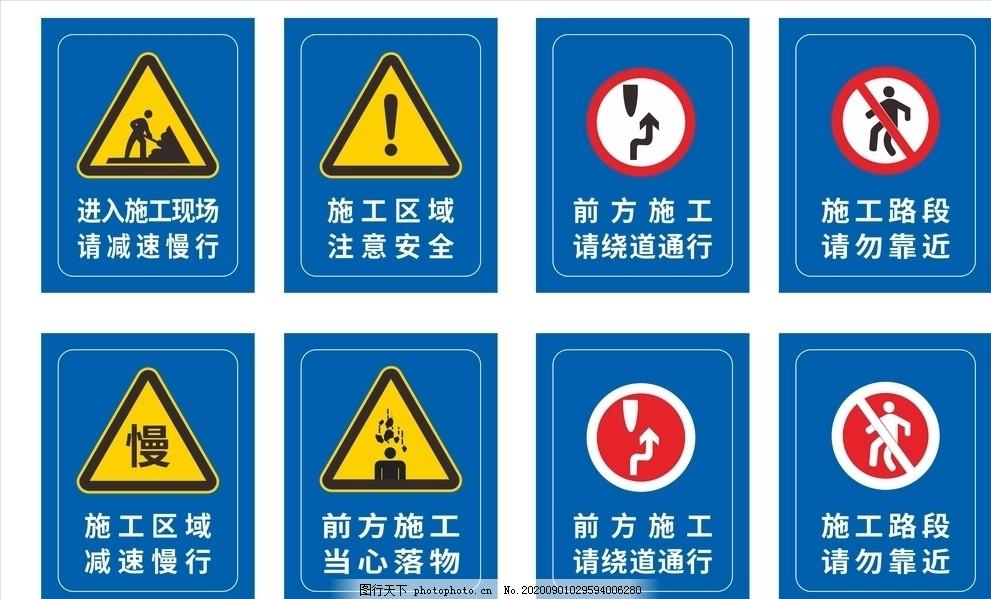 进入施工现场
请减速慢行
施工区域
注意安全
前方施工
请绕道通行
施工路段
请勿靠近
慢
施工区域
减速慢行
前方施工
当心落物
前方施工
请绕道通行
施工路段
请勿靠近
图行天下 photophoto.cn No.20200901029594006280